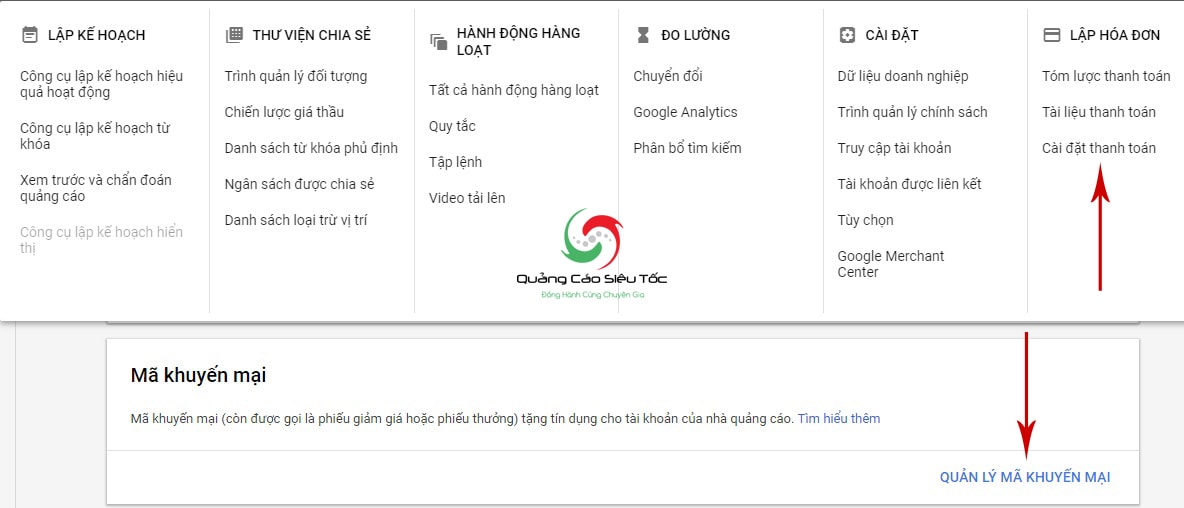 LẬP KẾ HOẠCH
Công cụ lập kế hoạch hiệu
quả hoạt động
Công cụ lập kế hoạch từ
khóa
Xem trước và chẩn đoán
quảng cáo
Công cụ lập kế hoạch hiển
thị
THƯ VIỆN CHIA SẺ
Trình quản lý đối tượng
Chiến lược giá thầu
Danh sách từ khóa phủ định
Ngân sách được chia sẻ
Danh sách loại trừ vị trí
HÀNH ĐỘNG HÀNG
LOẠT
Tất cả hành động hàng loạt
Quy tắc
Tập lệnh
Video tải lên
ĐO LƯỜNG
Chuyển đổi
Google Analytics
Phân bổ tìm kiếm
CÀI ĐẶT
Dữ liệu doanh nghiệp
Trình quản lý chính sách
Truy cập tài khoản
Tài khoản được liên kết
Tùy chọn
Google Merchant
Center
LẬP HÓA ĐƠN
Tóm lược thanh toán
Tài liệu thanh toán
Cài đặt thanh toán
Quảng Cáo Siêu Tốc
Đồng Hành Cùng Chuyên Gia
Mã khuyến mại
Mã khuyến mại (còn được gọi là phiếu giảm giá hoặc phiếu thưởng) tặng tín dụng cho tài khoản của nhà quảng cáo. Tìm hiểu thêm
QUẢN LÝ MÃ KHUYẾN MẠI